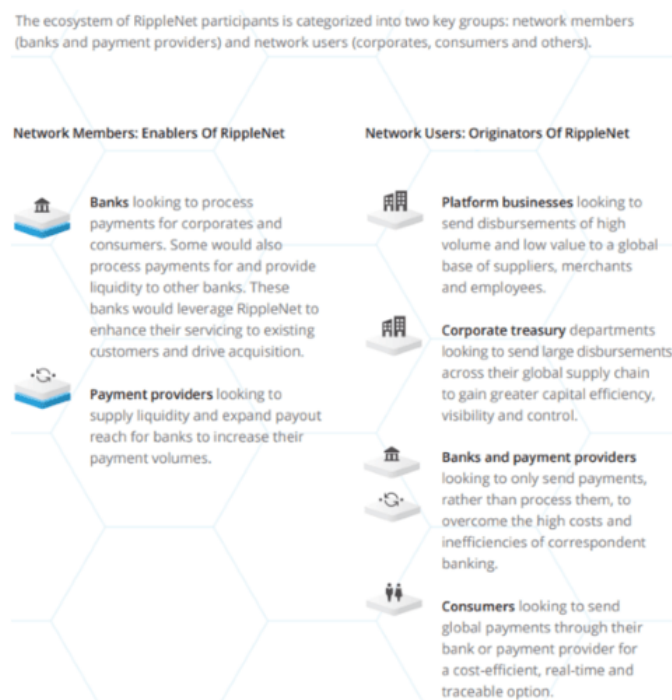 The ecosystem of RippleNet participants is categorized into two key groups: network members
(banks and payment providers) and network users (corporates, consumers and others).
Network Members: Enablers Of RippleNet
Banks looking to process
payments for corporates and
consumers. Some would also
process payments for and provide
liquidity to other banks. These
banks would leverage RippleNet to
enhance their servicing to existing
customers and drive acquisition.
Payment providers looking to
supply liquidity and expand payout
reach for banks to increase their
payment volumes.
Network Users: Originators Of RippleNet
Platform businesses looking to
send disbursements of high
volume and low value to a global
base of suppliers, merchants
and employees.
Corporate treasury departments
looking to send large disbursements
across their global supply chain
to gain greater capital efficiency,
visibility and control.
Banks and payment providers
looking to only send payments,
rather than process them, to
overcome the high costs and
inefficiencies of correspondent
banking.
Consumers looking to send
global payments through their
bank or payment provider for
a cost-efficient, real-time and
traceable option.